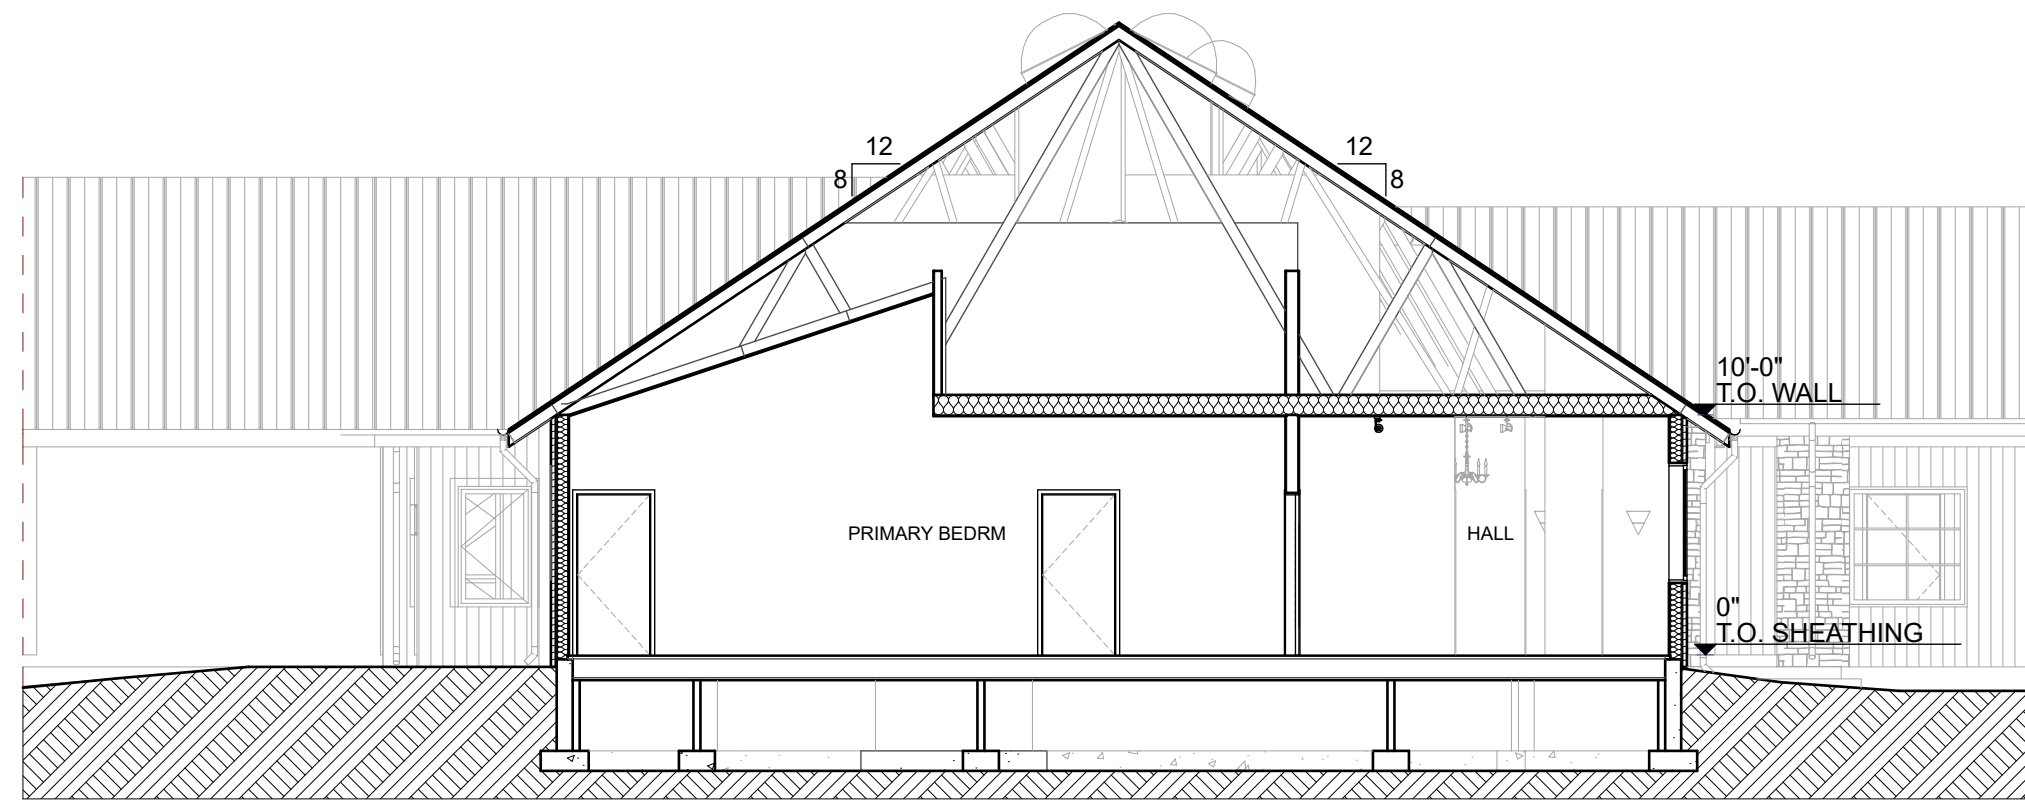 12
8
12
8
10'-0"
T.O. WALL
PRIMARY BEDRM
HALL
0"
T.O. SHEATHING